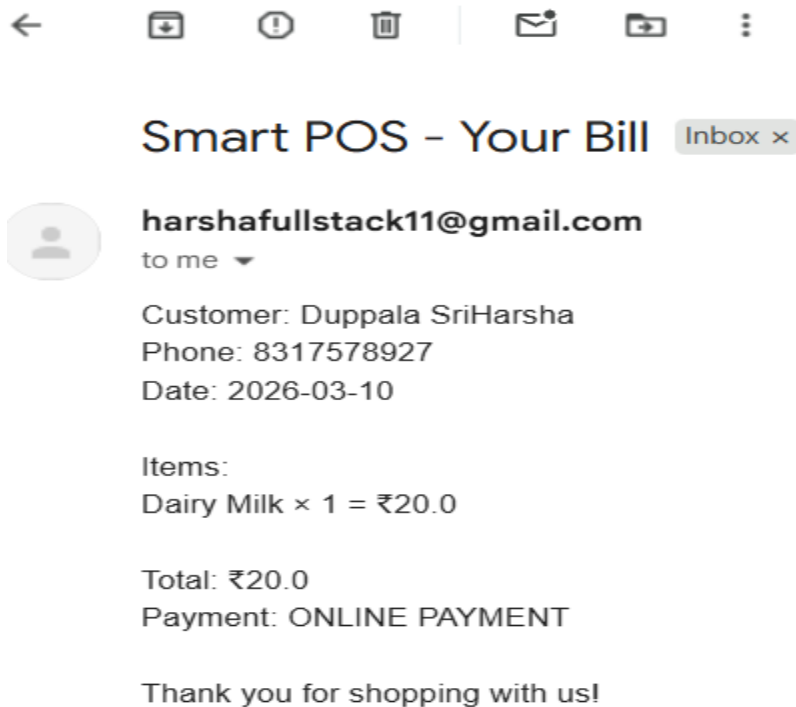 Smart POS - Your Bill Inbox ×
harshafullstack11@gmail.com
to me
Customer: Duppala SriHarsha
Phone: 8317578927
Date: 2026-03-10
Items:
Dairy Milk × 1 = ₹20.0
Total: ₹20.0
Payment: ONLINE PAYMENT
Thank you for shopping with us!